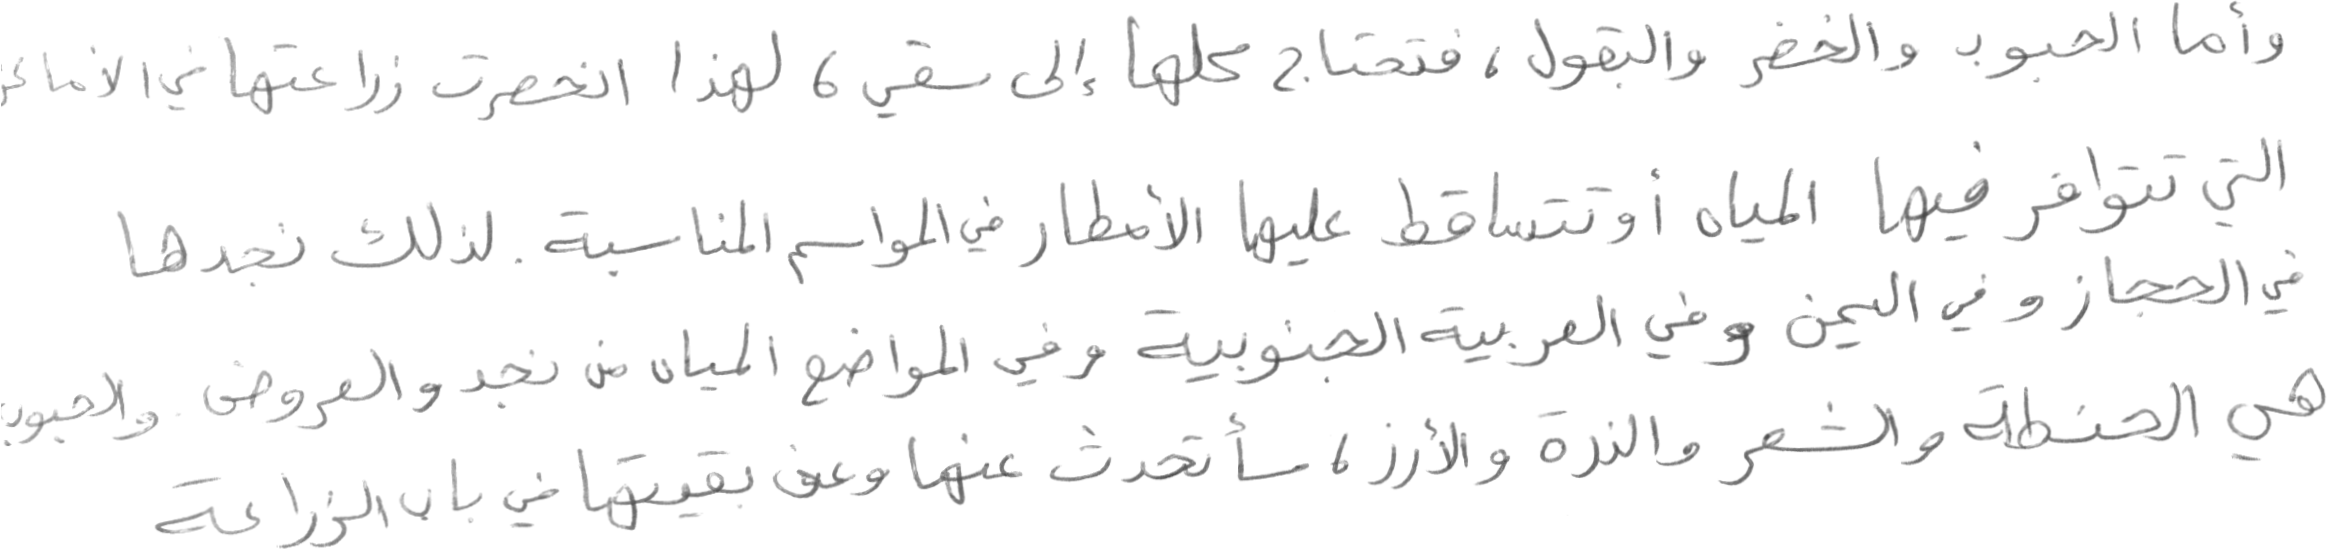 وأما الحبوب والخضر والبقول، فتحتاج كلها إلى سقي، لهذا انحصرت زراعتها في الأماكن
التي تتوافر فيها المياه أو تتساقط عليها الأمطار في المواسم المناسبة. لذلك نجدها
في الحجاز وفي اليمن وفي العربية الجنوبية وفي المواضع المياه من نجد والعروض. والحبوب
هي الحنطة والشعير والذرة والأرز، سأتحدث عنها وعن بقيتها في باب الزراعة